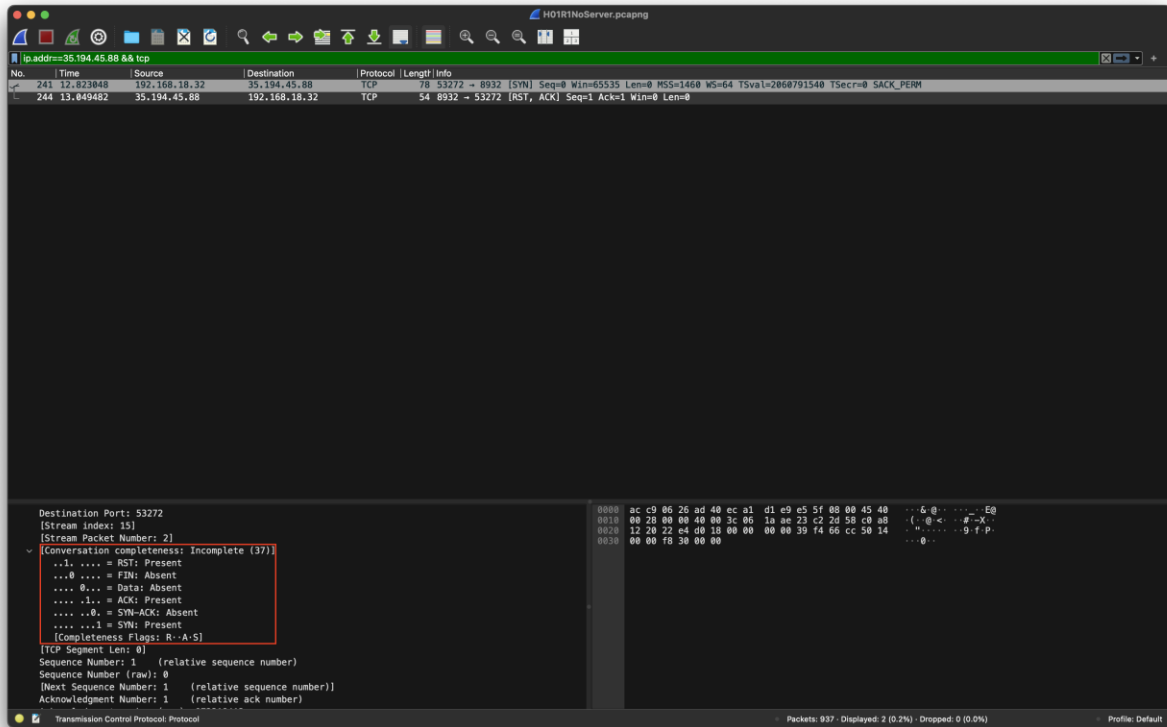 H01R1NoServer.pcapng
ip.addr==35.194.45.88 && tcp
No. Time Source Destination Protocol Length Info
241 12.823048 192.168.18.32 35.194.45.88 TCP 78 53272 → 8932 [SYN] Seq=0 Win=65535 Len=0 MSS=1460 WS=64 TSval=2060791540 TSecr=0 SACK_PERM
244 13.049482 35.194.45.88 192.168.18.32 TCP 54 8932 → 53272 [RST, ACK] Seq=1 Ack=1 Win=0 Len=0
Destination Port: 53272
[Stream index: 15]
[Stream Packet Number: 2]
[Conversation completeness: Incomplete (37)]
..1. .... = RST: Present
...0 .... = FIN: Absent
.... 0... = Data: Absent
.... .1.. = ACK: Present
.... ..0. = SYN-ACK: Absent
.... ...1 = SYN: Present
[Completeness Flags: R··A·S]
[TCP Segment Len: 0]
Sequence Number: 1 (relative sequence number)
Sequence Number (raw): 0
[Next Sequence Number: 1 (relative sequence number)]
Acknowledgment Number: 1 (relative ack number)
0000 ac c9 06 26 ad 40 ec a1 d1 e9 e5 5f 08 00 45 40 ···&·@·· ···_··E@
0010 00 28 00 00 40 00 3c 06 1a ae 23 c2 2d 58 c0 a8 ·(··@·<· ··#·-X··
0020 12 20 22 e4 d0 18 00 00 00 00 39 f4 66 cc 50 14 · "····· ··9·f·P·
0030 00 00 f8 30 00 00 ···0··
Transmission Control Protocol: Protocol
Packets: 937 · Displayed: 2 (0.2%) · Dropped: 0 (0.0%)
Profile: Default